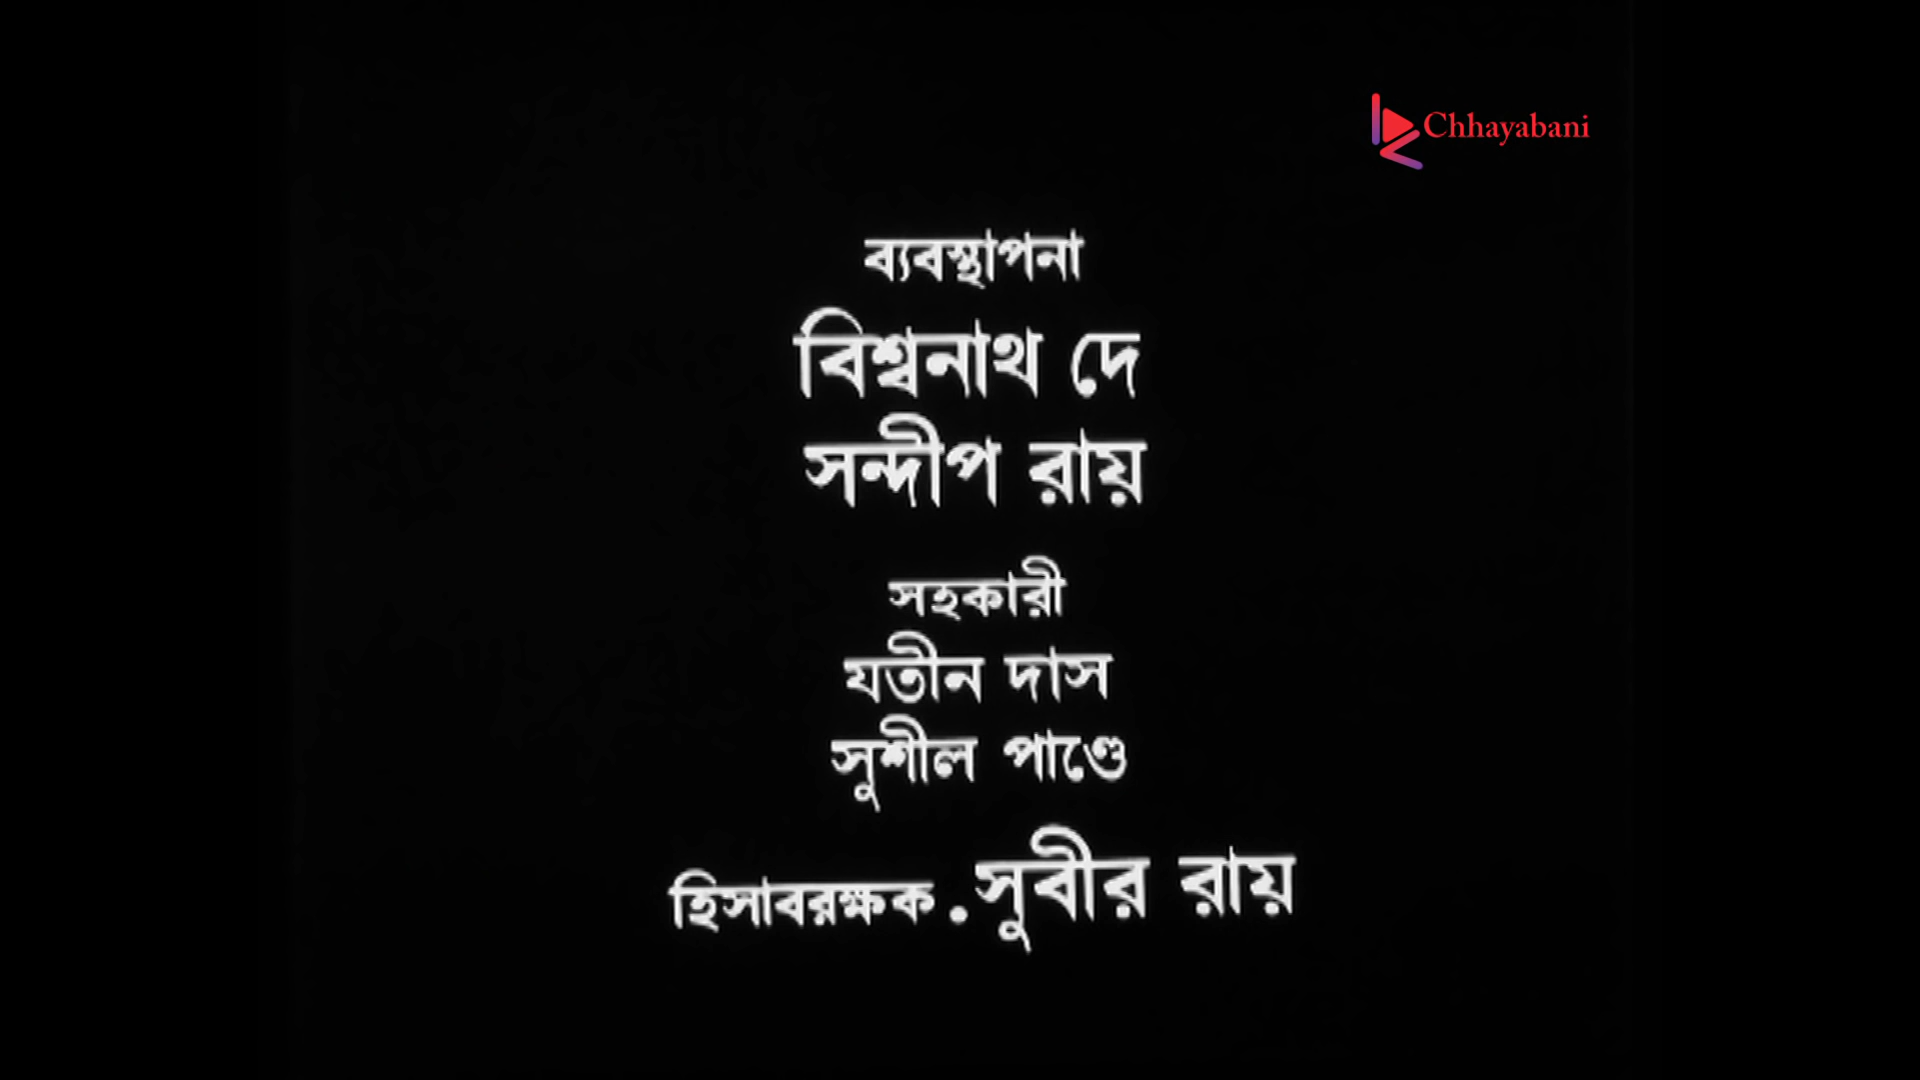 Chhayabani
ব্যবস্থাপনা
বিশ্বনাথ দে
সন্দীপ রায়
সহকারী
যতীন দাস
সুশীল পাণ্ডে
হিসাবরক্ষক . সুবীর রায়